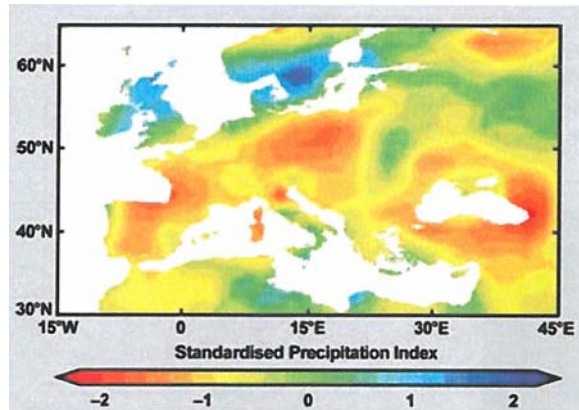 60°N
50°N
40°N
30°N
15°W 0 15°E 30°E 45°E
Standardised Precipitation Index
–2 –1 0 1 2